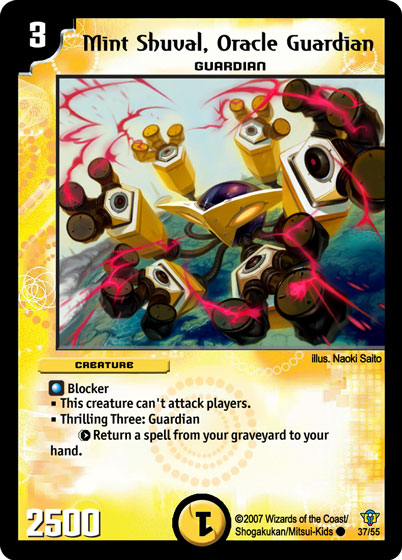 3
Mint Shuval, Oracle Guardian
GUARDIAN
illus. Naoki Saito
CREATURE
Blocker
▪ This creature can't attack players.
▪ Thrilling Three: Guardian
Return a spell from your graveyard to your
hand.
2500
1
©2007 Wizards of the Coast/
Shogakukan/Mitsui-Kids ● 37/55